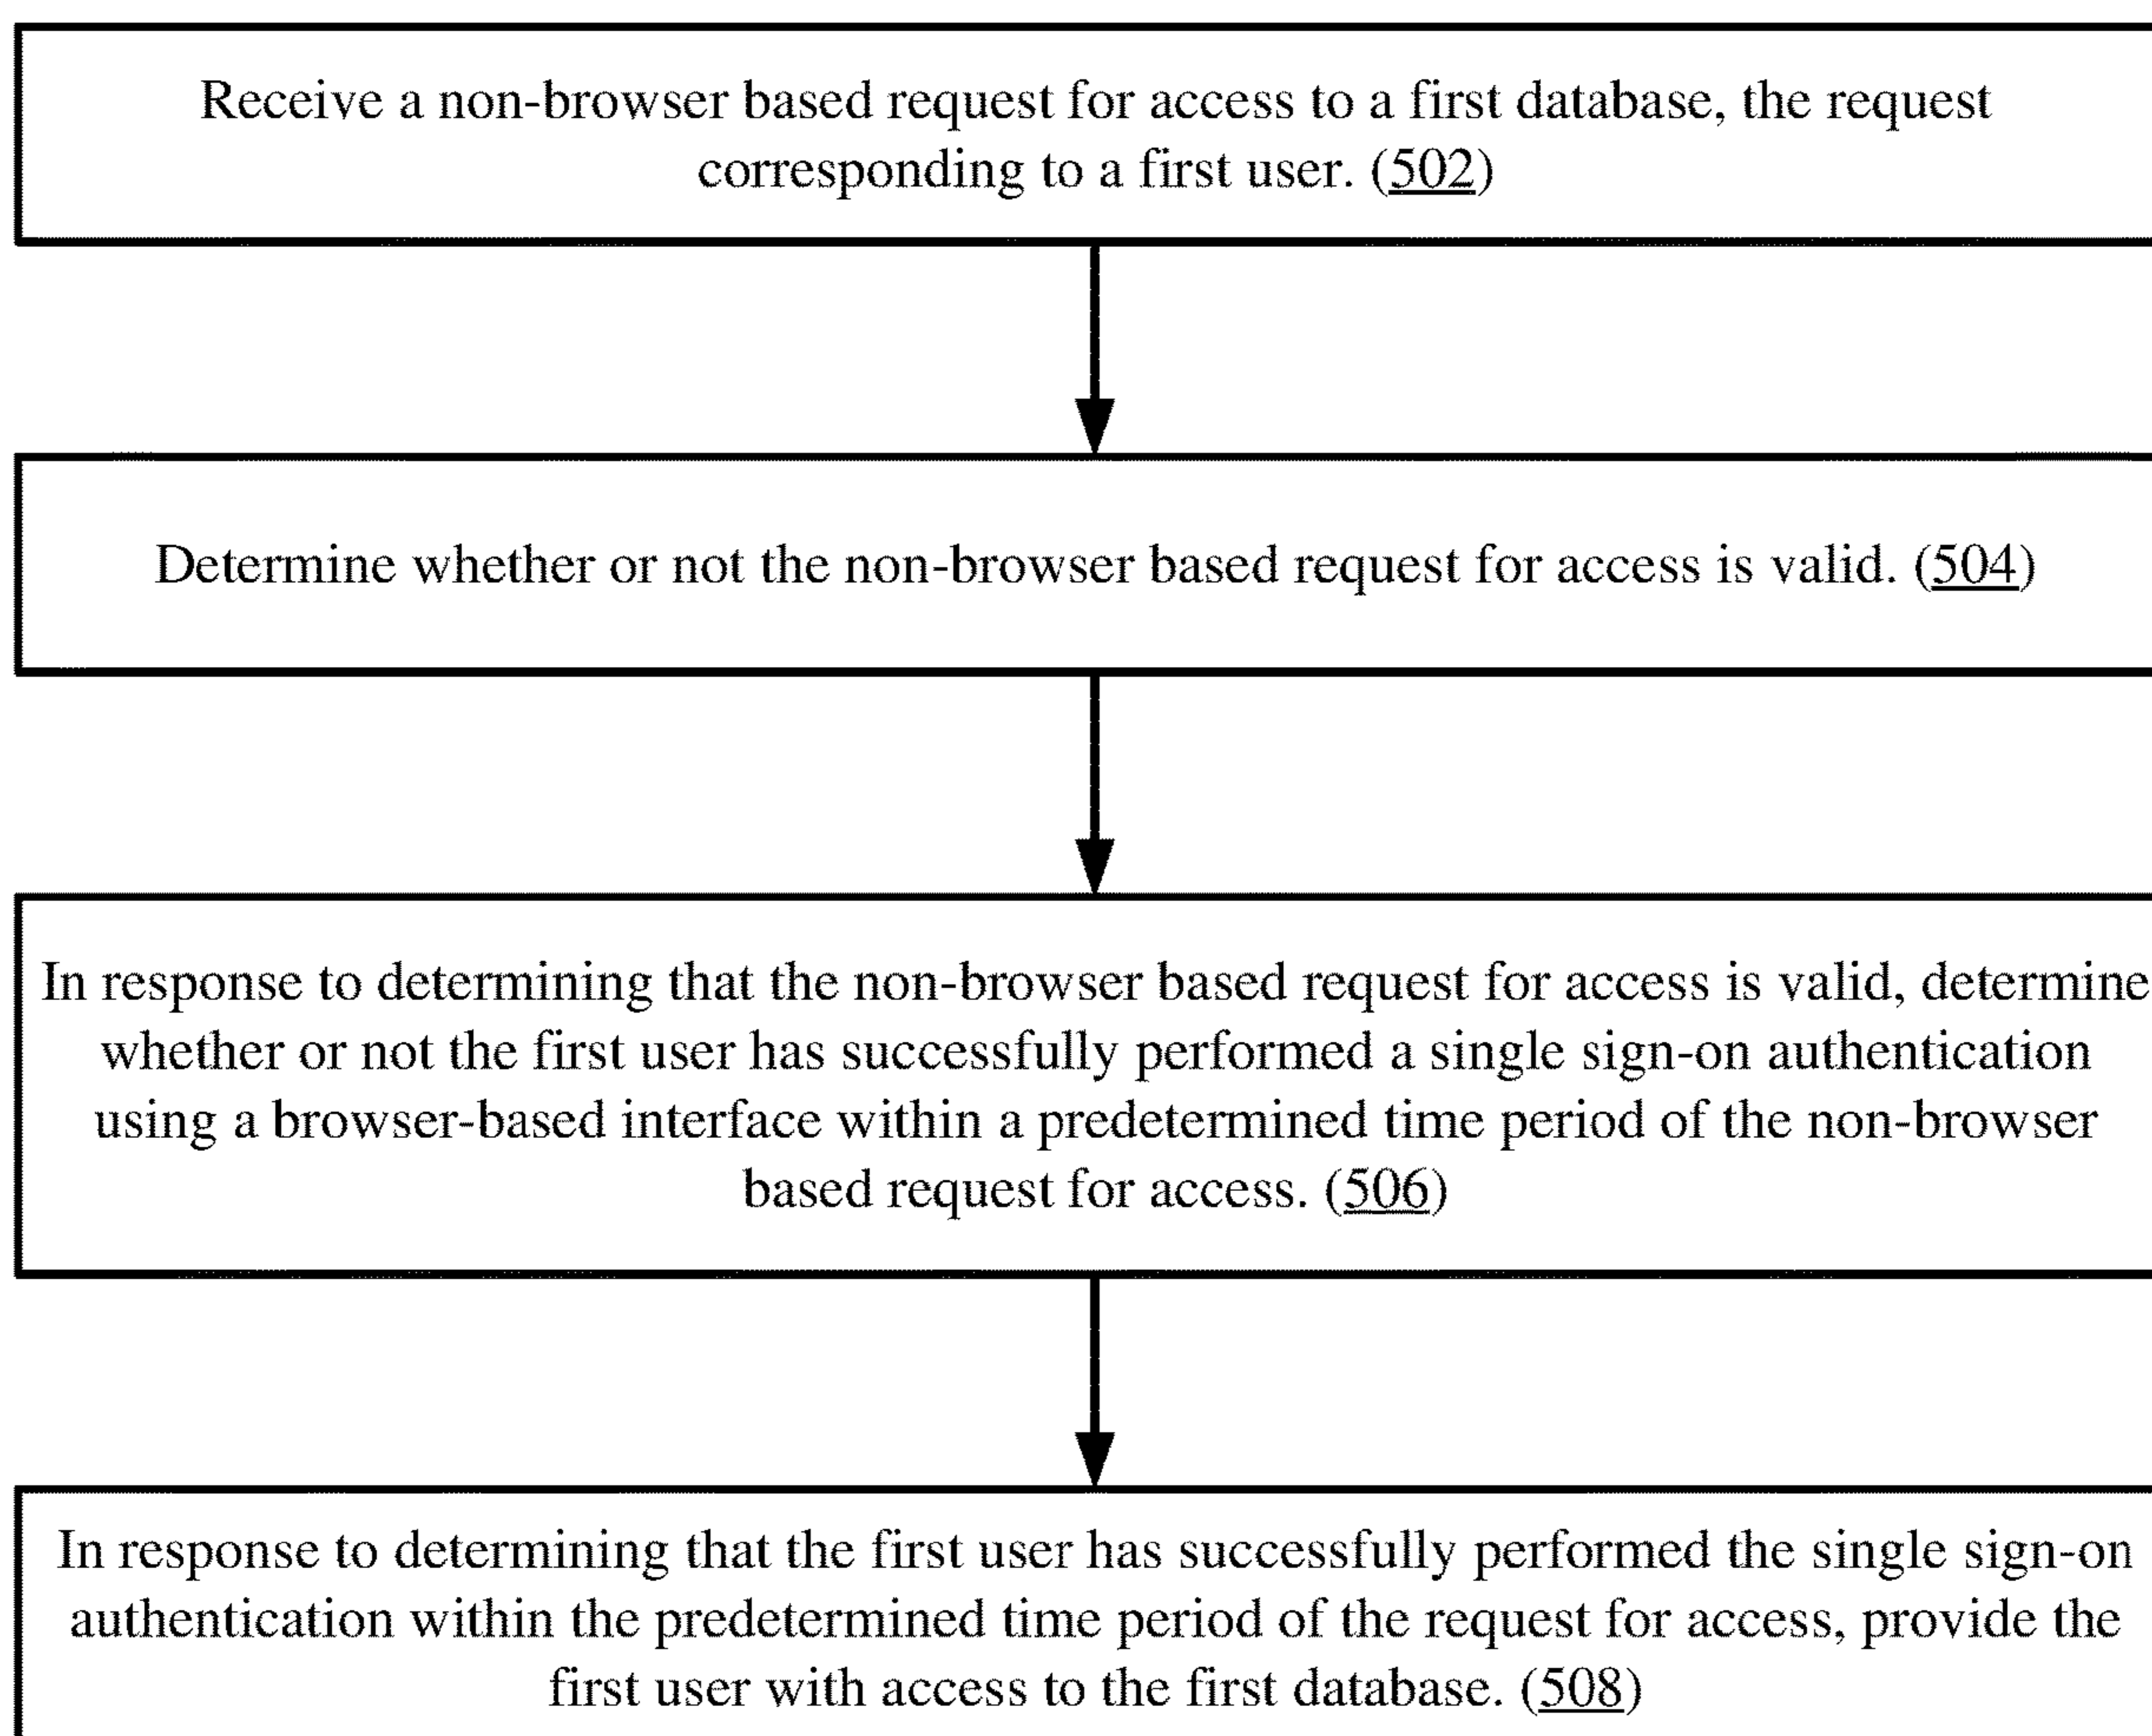 Receive a non-browser based request for access to a first database, the request
corresponding to a first user. (502)
Determine whether or not the non-browser based request for access is valid. (504)
In response to determining that the non-browser based request for access is valid, determine
whether or not the first user has successfully performed a single sign-on authentication
using a browser-based interface within a predetermined time period of the non-browser
based request for access. (506)
In response to determining that the first user has successfully performed the single sign-on
authentication within the predetermined time period of the request for access, provide the
first user with access to the first database. (508)